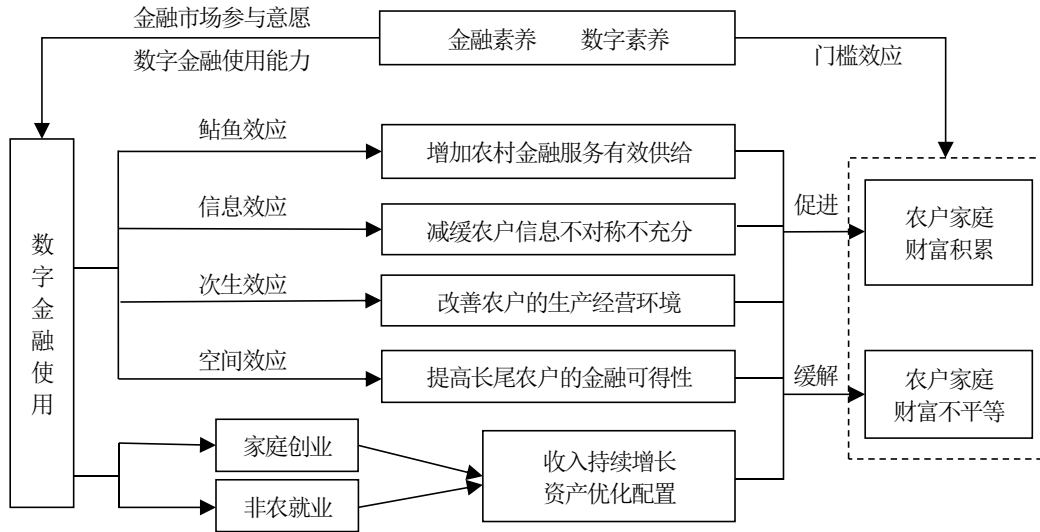 金融市场参与意愿
数字金融使用能力
金融素养 数字素养
门槛效应
数字金融使用
鲇鱼效应
增加农村金融服务有效供给
信息效应
减缓农户信息不对称不充分
次生效应
改善农户的生产经营环境
空间效应
提高长尾农户的金融可得性
家庭创业
非农就业
收入持续增长
资产优化配置
促进
农户家庭
财富积累
缓解
农户家庭
财富不平等